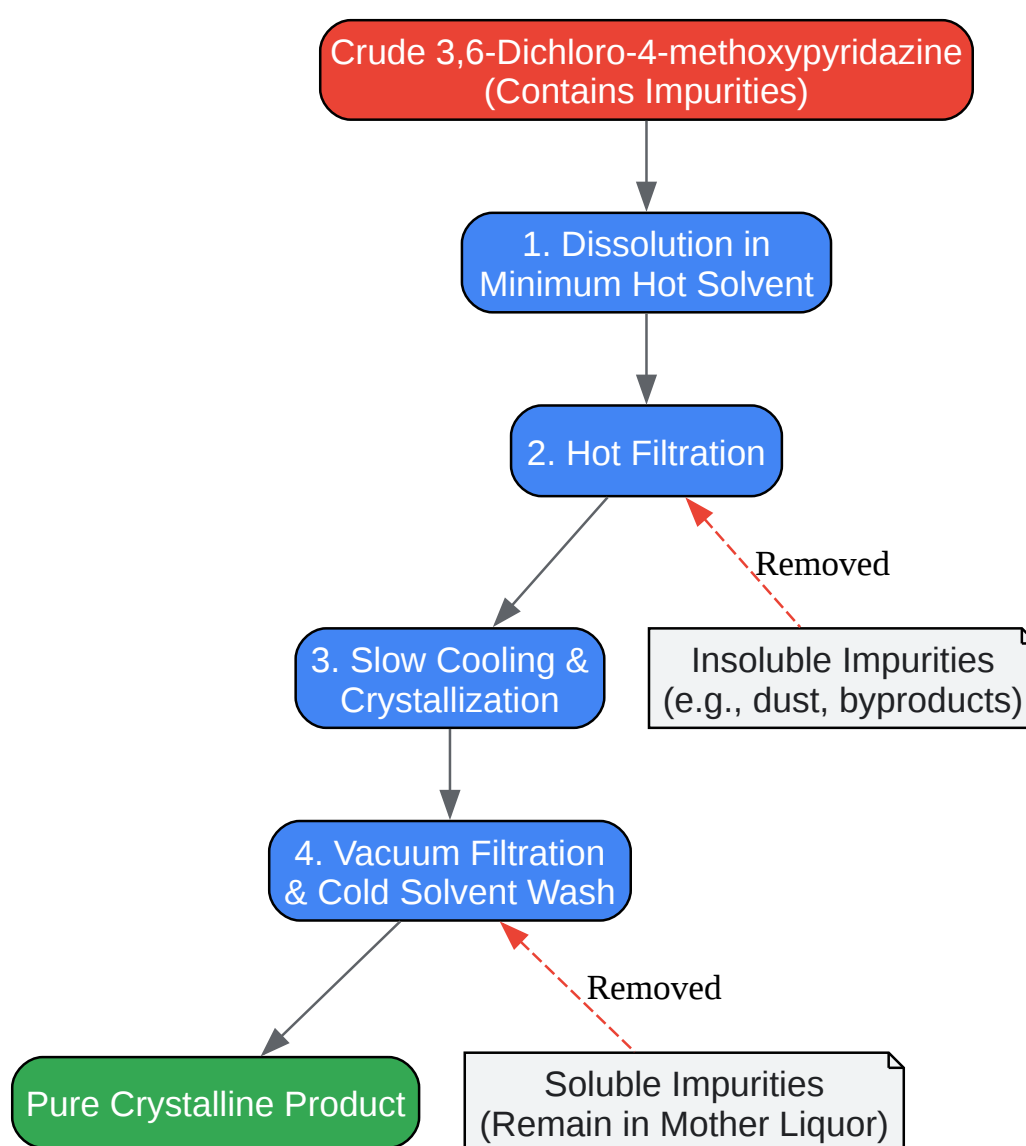 Crude 3,6-Dichloro-4-methoxypyridazine
(Contains Impurities)
1. Dissolution in
Minimum Hot Solvent
2. Hot Filtration
Removed
3. Slow Cooling &
Crystallization
Insoluble Impurities
(e.g., dust, byproducts)
4. Vacuum Filtration
& Cold Solvent Wash
Removed
Pure Crystalline Product
Soluble Impurities
(Remain in Mother Liquor)